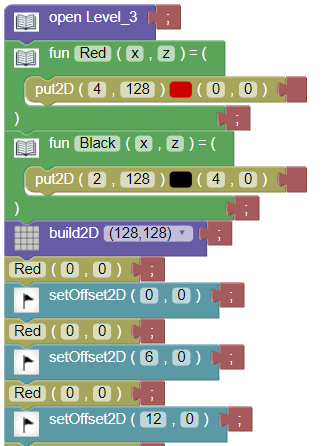 open Level_3 ;
fun Red ( x , z ) = (
put2D ( 4 , 128 ) ( 0 , 0 ) ;
) ;
fun Black ( x , z ) = (
put2D ( 2 , 128 ) ( 4 , 0 ) ;
) ;
build2D (128,128) ▾ ;
Red ( 0 , 0 ) ;
setOffset2D ( 0 , 0 ) ;
Red ( 0 , 0 ) ;
setOffset2D ( 6 , 0 ) ;
Red ( 0 , 0 ) ;
setOffset2D ( 12 , 0 ) ;